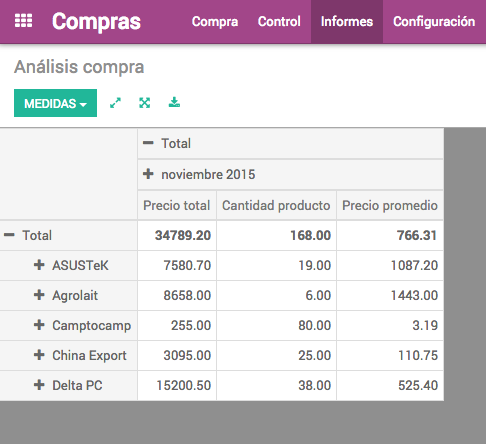 Compras Compra Control Informes Configuración
Análisis compra
MEDIDAS
Total
noviembre 2015
Precio total Cantidad producto Precio promedio
Total 34789.20 168.00 766.31
ASUSTeK 7580.70 19.00 1087.20
Agrolait 8658.00 6.00 1443.00
Camptocamp 255.00 80.00 3.19
China Export 3095.00 25.00 110.75
Delta PC 15200.50 38.00 525.40